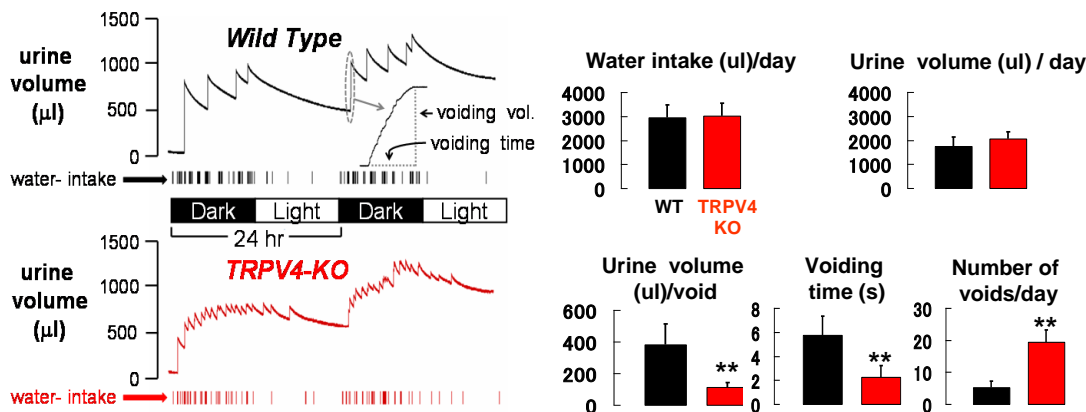 1500
urine
volume
(µl)
1000
500
0
Wild Type
voiding vol.
voiding time
water- intake
Dark
Light
Dark
Light
24 hr
1500
urine
volume
(µl)
1000
500
0
TRPV4-KO
water- intake
Water intake (ul)/day
4000
3000
2000
1000
0
WT
TRPV4
KO
Urine volume (ul) / day
4000
3000
2000
1000
0
Urine volume
(ul)/void
600
400
200
0
**
Voiding
time (s)
8
6
4
2
0
**
Number of
voids/day
30
20
10
0
**